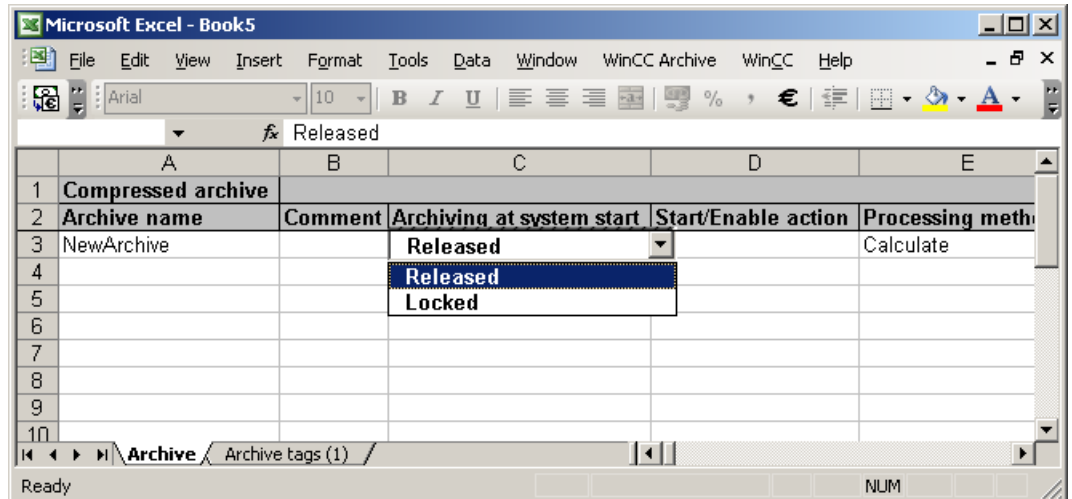 Microsoft Excel - Book5
File Edit View Insert Format Tools Data Window WinCC Archive WinCC Help
Arial 10 B I U a % , € A
fx Released
A B C D E
1 Compressed archive
2 Archive name Comment Archiving at system start Start/Enable action Processing meth
3 NewArchive Released Calculate
4 Released
5 Locked
6
7
8
9
10
Archive Archive tags (1)
Ready NUM